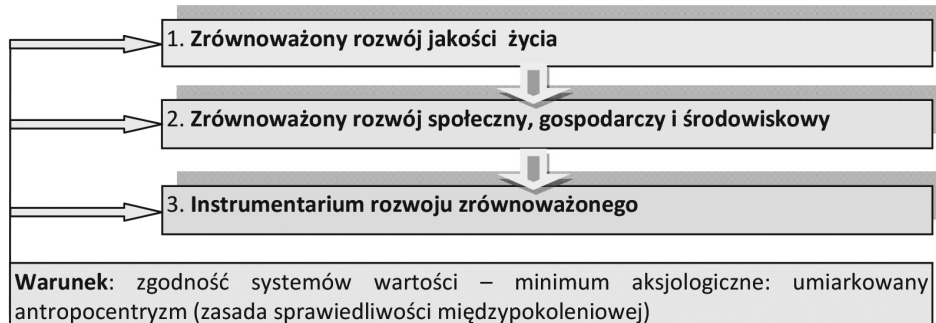 1. Zrównoważony rozwój jakości życia
2. Zrównoważony rozwój społeczny, gospodarczy i środowiskowy
3. Instrumentarium rozwoju zrównoważonego
Warunek: zgodność systemów wartości – minimum aksjologiczne: umiarkowany
antropocentryzm (zasada sprawiedliwości międzypokoleniowej)